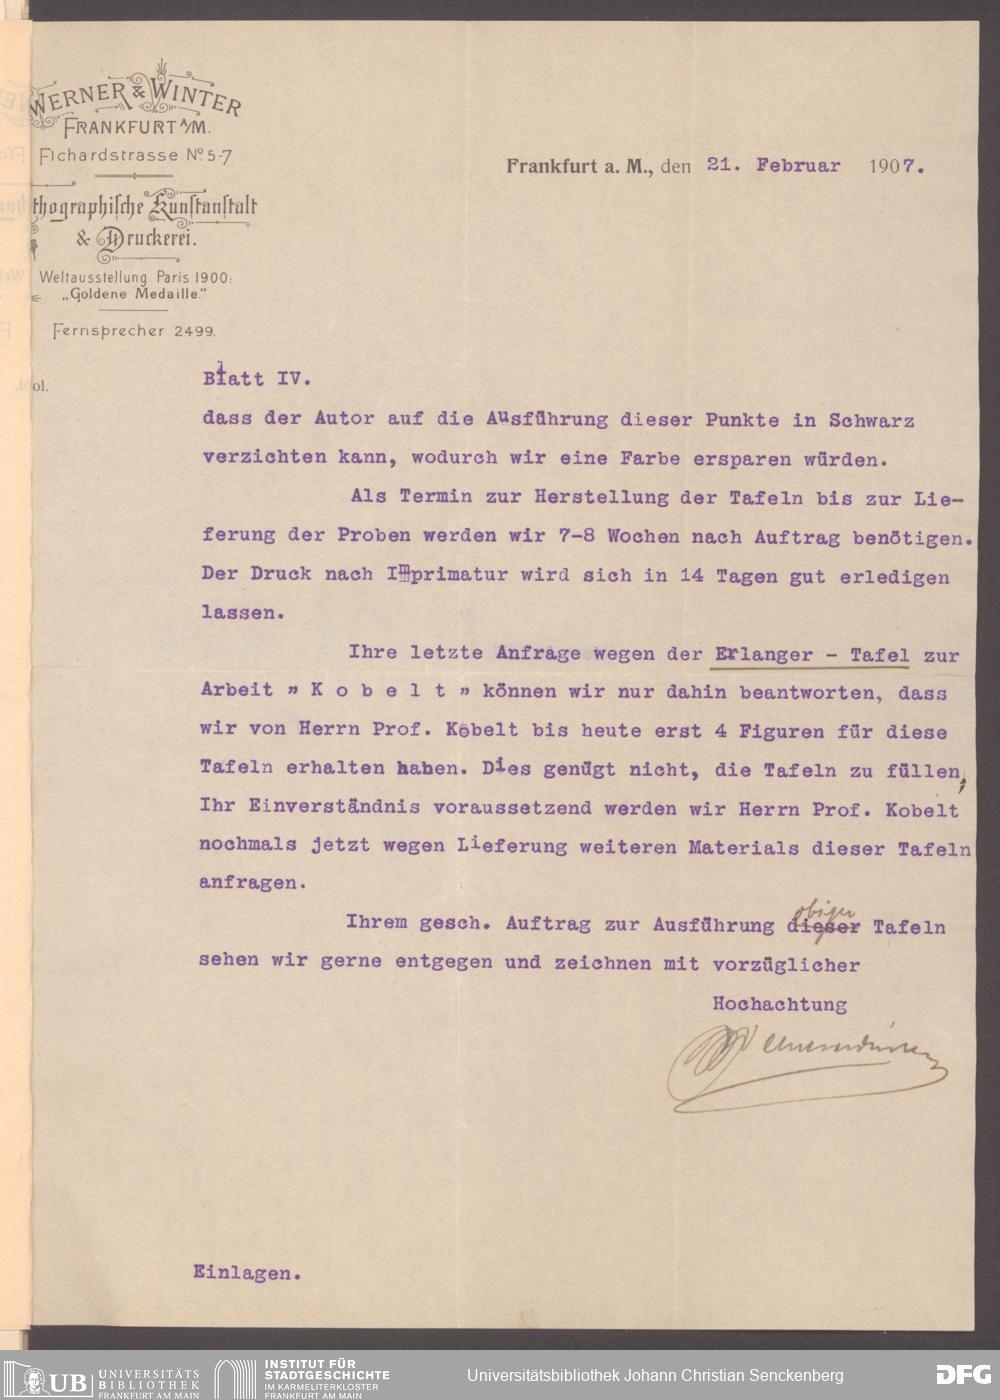 WERNER & WINTER
FRANKFURT A/M.
Fichardstrasse No 5-7
thographische Kunstanstalt
& Druckerei.
Weltausstellung Paris 1900:
„Goldene Medaille."
Fernsprecher 2499.
Frankfurt a. M., den 21. Februar 1907.
ol.
Blatt IV.
dass der Autor auf die Ausführung dieser Punkte in Schwarz
verzichten kann, wodurch wir eine Farbe ersparen würden.
Als Termin zur Herstellung der Tafeln bis zur Lie-
ferung der Proben werden wir 7-8 Wochen nach Auftrag benötigen.
Der Druck nach Imprimatur wird sich in 14 Tagen gut erledigen
lassen.
Ihre letzte Anfrage wegen der Erlanger - Tafel zur
Arbeit " K o b e l t " können wir nur dahin beantworten, dass
wir von Herrn Prof. Kobelt bis heute erst 4 Figuren für diese
Tafeln erhalten haben. Dies genügt nicht, die Tafeln zu füllen;
Ihr Einverständnis voraussetzend werden wir Herrn Prof. Kobelt
nochmals jetzt wegen Lieferung weiteren Materials dieser Tafeln
anfragen.
obiger
Ihrem gesch. Auftrag zur Ausführung dieser Tafeln
sehen wir gerne entgegen und zeichnen mit vorzüglicher
Hochachtung
Einlagen.
UB UNIVERSITÄTS
BIBLIOTHEK
FRANKFURT AM MAIN
INSTITUT FÜR
STADTGESCHICHTE
IM KARMELITERKLOSTER
FRANKFURT AM MAIN
Universitätsbibliothek Johann Christian Senckenberg
DFG